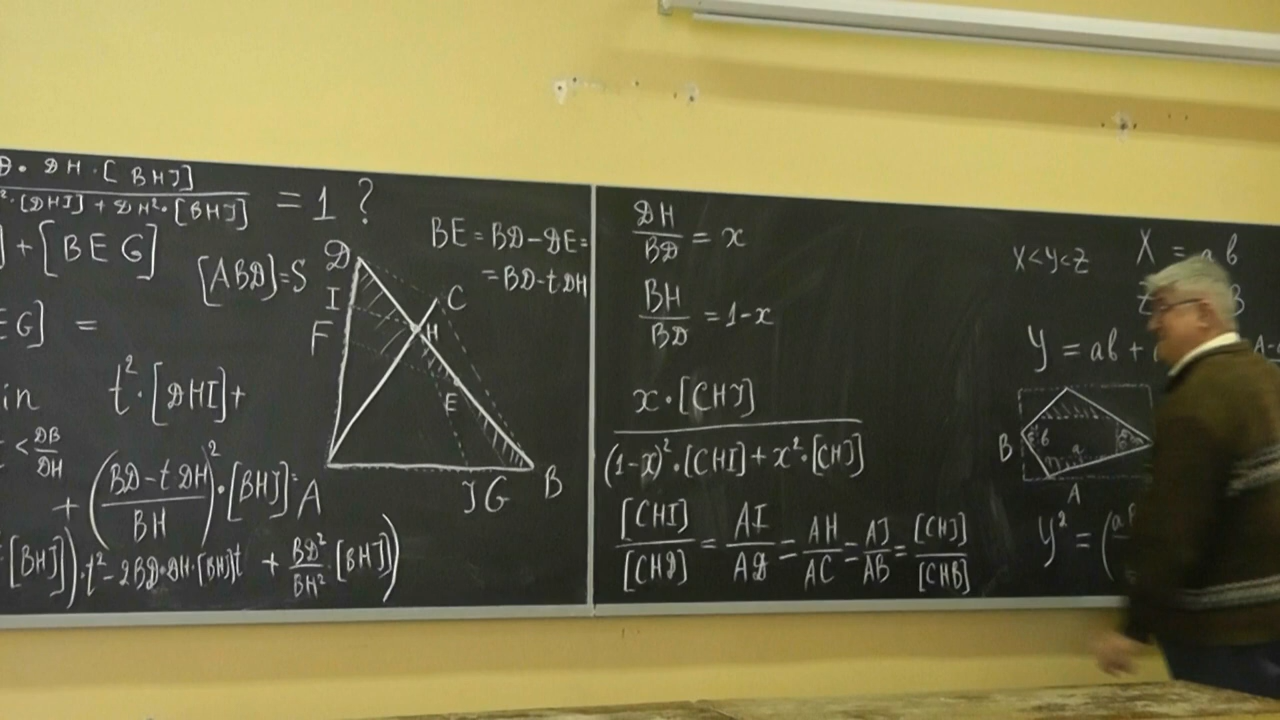 DH · [BHJ]
² · [DHI] + DH² · [BHJ] = 1 ?
] + [BEG]
[ABD] = S
EG] =
in t² · [DHI] +
< DB/DH
+ ((BD - t DH)/BH)² · [BHJ] =
[BHJ]) · t² - 2BD · DH · [BHJ] t + BD²/BH² · [BHJ])
BE = BD - DE =
= BD - t · DH
D
I
C
F
H
E
A
J G B
DH/BD = x
BH/BD = 1 - x
x · [CHJ]
(1-x)² · [CHI] + x² · [CHJ]
[CHI]/[CHD] = AI/AD = AH/AC = AJ/AB = [CHJ]/[CHB]
x < y < z
X = ab
Y = ab +
B
b
a
A
Y² = (